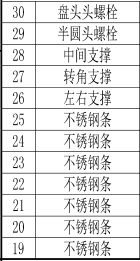 30 盘头头螺栓
29 半圆头螺栓
28 中间支撑
27 转角支撑
26 左右支撑
25 不锈钢条
24 不锈钢条
23 不锈钢条
22 不锈钢条
21 不锈钢条
20 不锈钢条
19 不锈钢条